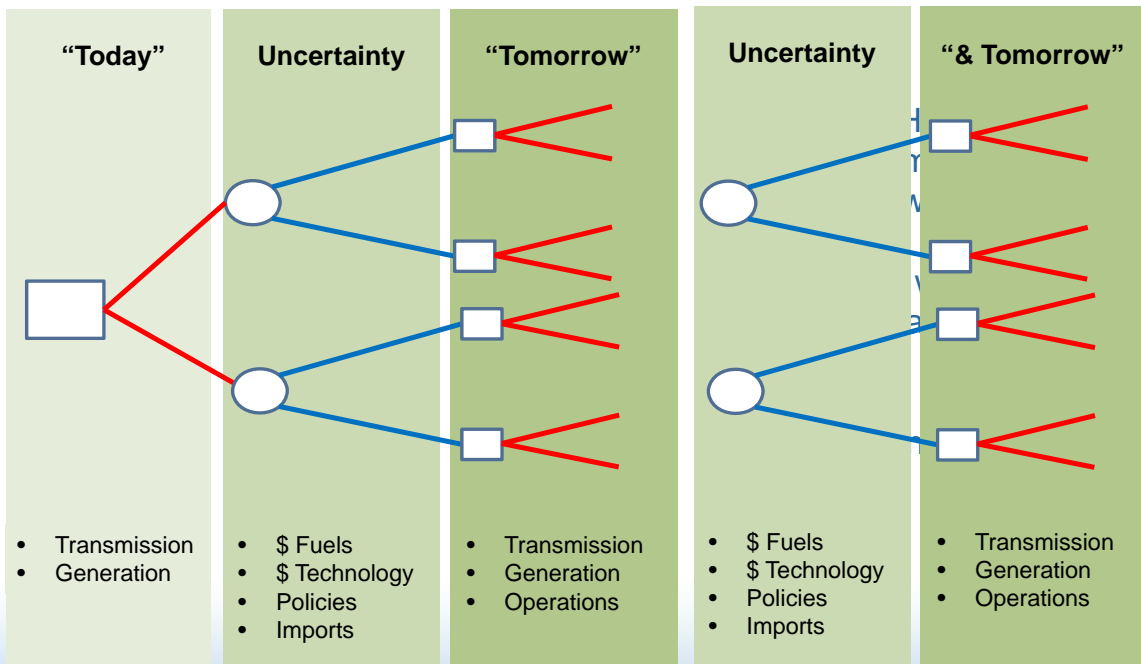 “Today”
Uncertainty
“Tomorrow”
Uncertainty
“& Tomorrow”
• Transmission
• Generation
• $ Fuels
• $ Technology
• Policies
• Imports
• Transmission
• Generation
• Operations
• $ Fuels
• $ Technology
• Policies
• Imports
• Transmission
• Generation
• Operations